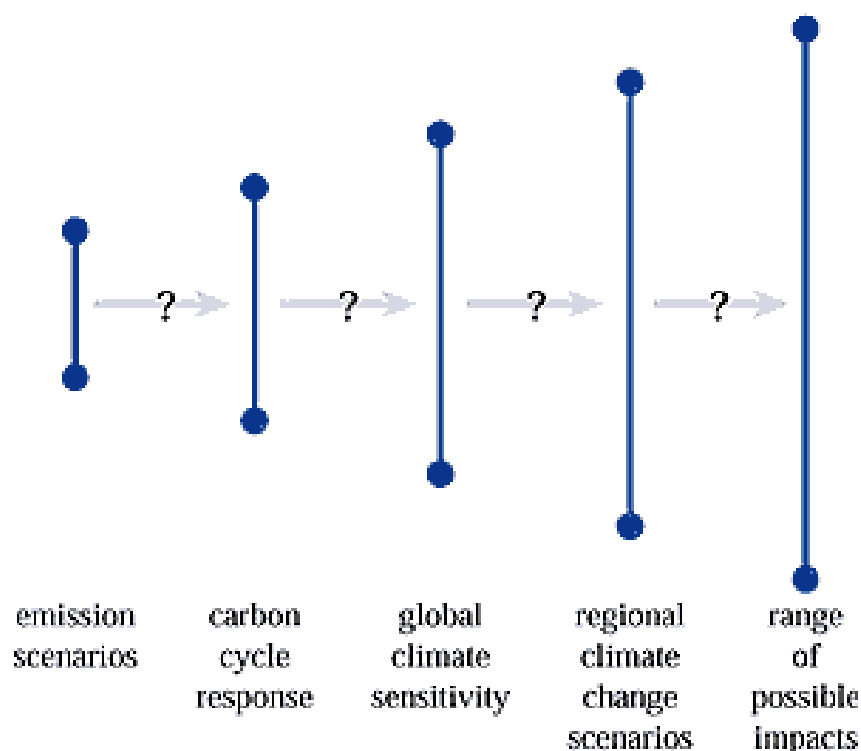 ?
?
?
?
emission
scenarios
carbon
cycle
response
global
climate
sensitivity
regional
climate
change
scenarios
range
of
possible
impacts